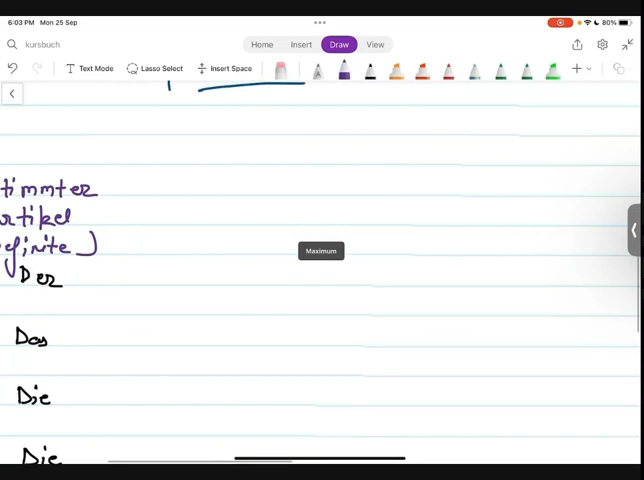 6:03 PM Mon 25 Sep
80%
kursbuch
Home Insert Draw View
Text Mode Lasso Select Insert Space
timmter
rtikel
efinite)
Maximum
Der
Das
Die
Die